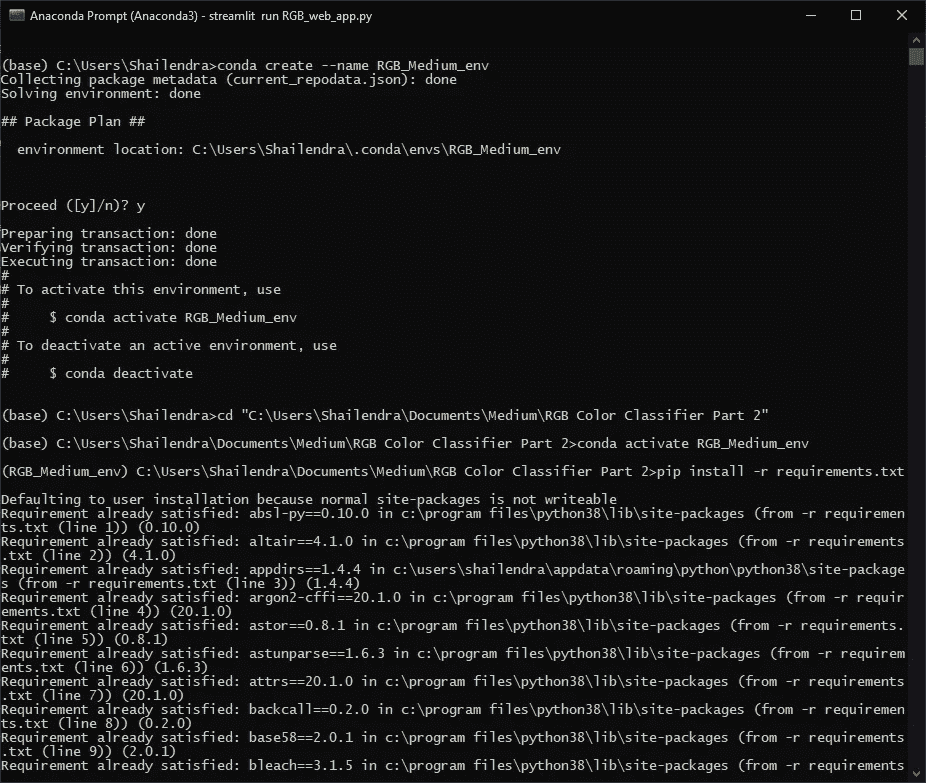 Anaconda Prompt (Anaconda3) - streamlit run RGB_web_app.py
(base) C:\Users\Shailendra>conda create --name RGB_Medium_env
Collecting package metadata (current_repodata.json): done
Solving environment: done
## Package Plan ##
  environment location: C:\Users\Shailendra\.conda\envs\RGB_Medium_env
Proceed ([y]/n)? y
Preparing transaction: done
Verifying transaction: done
Executing transaction: done
#
# To activate this environment, use
#
#     $ conda activate RGB_Medium_env
#
# To deactivate an active environment, use
#
#     $ conda deactivate
(base) C:\Users\Shailendra>cd "C:\Users\Shailendra\Documents\Medium\RGB Color Classifier Part 2"
(base) C:\Users\Shailendra\Documents\Medium\RGB Color Classifier Part 2>conda activate RGB_Medium_env
(RGB_Medium_env) C:\Users\Shailendra\Documents\Medium\RGB Color Classifier Part 2>pip install -r requirements.txt
Defaulting to user installation because normal site-packages is not writeable
Requirement already satisfied: absl-py==0.10.0 in c:\program files\python38\lib\site-packages (from -r requiremen
ts.txt (line 1)) (0.10.0)
Requirement already satisfied: altair==4.1.0 in c:\program files\python38\lib\site-packages (from -r requirements
.txt (line 2)) (4.1.0)
Requirement already satisfied: appdirs==1.4.4 in c:\users\shailendra\appdata\roaming\python\python38\site-package
s (from -r requirements.txt (line 3)) (1.4.4)
Requirement already satisfied: argon2-cffi==20.1.0 in c:\program files\python38\lib\site-packages (from -r requir
ements.txt (line 4)) (20.1.0)
Requirement already satisfied: astor==0.8.1 in c:\program files\python38\lib\site-packages (from -r requirements.
txt (line 5)) (0.8.1)
Requirement already satisfied: astunparse==1.6.3 in c:\program files\python38\lib\site-packages (from -r requirem
ents.txt (line 6)) (1.6.3)
Requirement already satisfied: attrs==20.1.0 in c:\program files\python38\lib\site-packages (from -r requirements
.txt (line 7)) (20.1.0)
Requirement already satisfied: backcall==0.2.0 in c:\program files\python38\lib\site-packages (from -r requiremen
ts.txt (line 8)) (0.2.0)
Requirement already satisfied: base58==2.0.1 in c:\program files\python38\lib\site-packages (from -r requirements
.txt (line 9)) (2.0.1)
Requirement already satisfied: bleach==3.1.5 in c:\program files\python38\lib\site-packages (from -r requirements